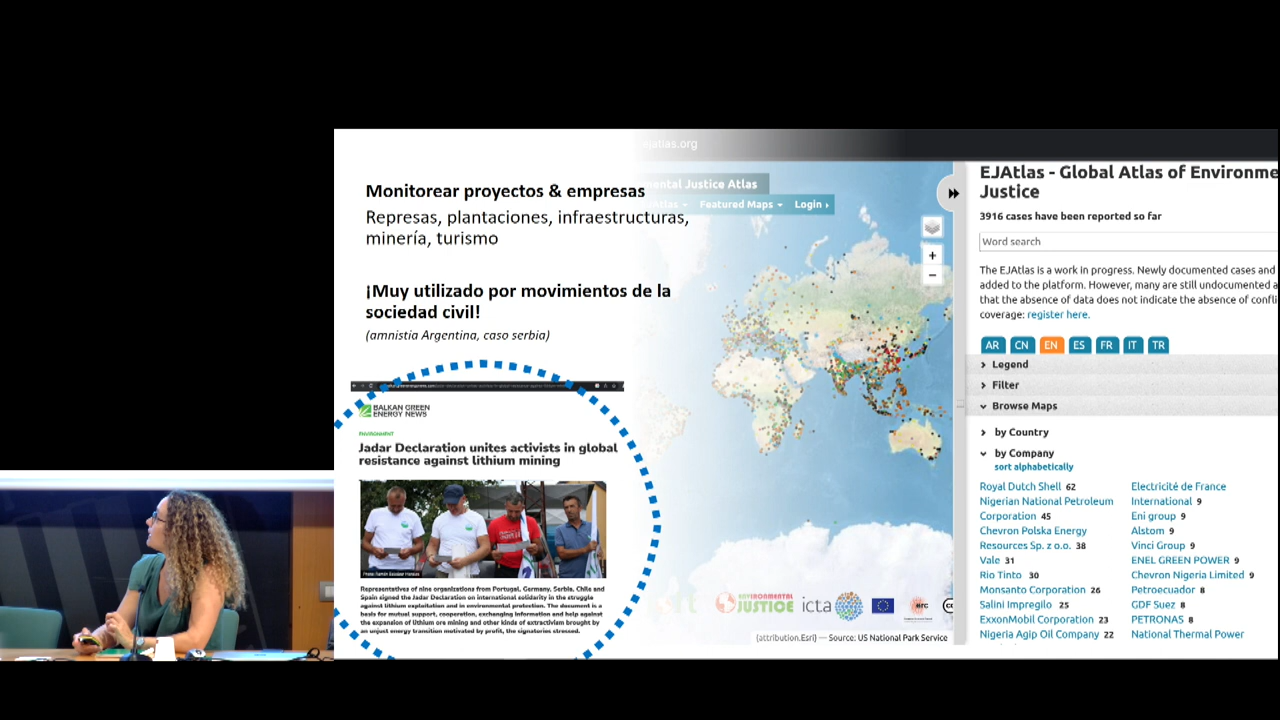 Monitorear proyectos & empresas
Represas, plantaciones, infraestructuras,
minería, turismo
¡Muy utilizado por movimientos de la
sociedad civil!
(amnistia Argentina, caso serbia)
BALKAN GREEN
ENERGY NEWS
ENVIRONMENT
Jadar Declaration unites activists in global
resistance against lithium mining
Photo: Ramón Balcázar Morales
Representatives of nine organizations from Portugal, Germany, Serbia, Chile and
Spain signed the Jadar Declaration on international solidarity in the struggle
against lithium exploitation and in environmental protection. The document is a
basis for mutual support, cooperation, exchanging information and help against
the expansion of lithium ore mining and other kinds of extractivism brought by
an unjust energy transition motivated by profit, the signatories stressed.
ejatlas.org
mental Justice Atlas
Atlas Featured Maps Login
+
−
ENVIRONMENTAL
JUSTICE
icta
erc
cc
{attribution.Esri} — Source: US National Park Service
EJAtlas - Global Atlas of Environme
Justice
3916 cases have been reported so far
Word search
The EJAtlas is a work in progress. Newly documented cases and
added to the platform. However, many are still undocumented a
that the absence of data does not indicate the absence of confli
coverage: register here.
AR CN EN ES FR IT TR
Legend
Filter
Browse Maps
by Country
by Company
sort alphabetically
Royal Dutch Shell 62
Nigerian National Petroleum
Corporation 45
Chevron Polska Energy
Resources Sp. z o.o. 38
Vale 31
Rio Tinto 30
Monsanto Corporation 26
Salini Impregilo 25
ExxonMobil Corporation 23
Nigeria Agip Oil Company 22
Electricité de France
International 9
Eni group 9
Alstom 9
Vinci Group 9
ENEL GREEN POWER 9
Chevron Nigeria Limited 9
Petroecuador 8
GDF Suez 8
PETRONAS 8
National Thermal Power